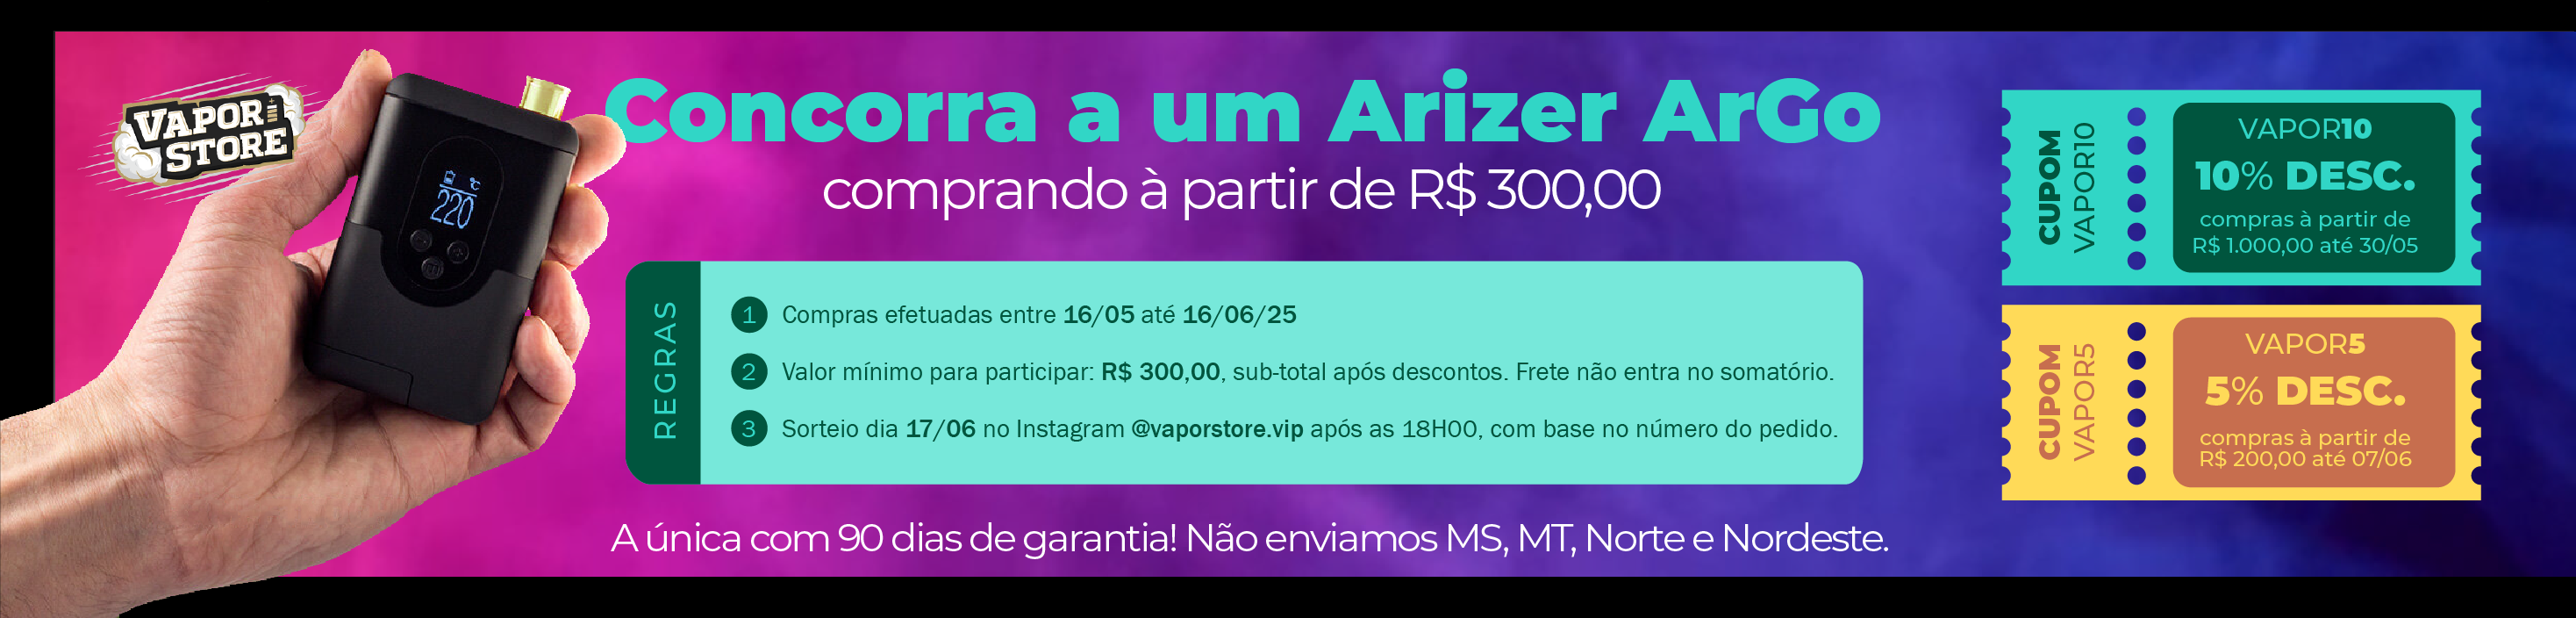 VAPOR
STORE
220
°C
Concorra a um Arizer ArGo
comprando à partir de R$ 300,00
REGRAS
1 Compras efetuadas entre 16/05 até 16/06/25
2 Valor mínimo para participar: R$ 300,00, sub-total após descontos. Frete não entra no somatório.
3 Sorteio dia 17/06 no Instagram @vaporstore.vip após as 18H00, com base no número do pedido.
A única com 90 dias de garantia! Não enviamos MS, MT, Norte e Nordeste.
CUPOM
VAPOR10
VAPOR10
10% DESC.
compras à partir de
R$ 1.000,00 até 30/05
CUPOM
VAPOR5
VAPOR5
5% DESC.
compras à partir de
R$ 200,00 até 07/06